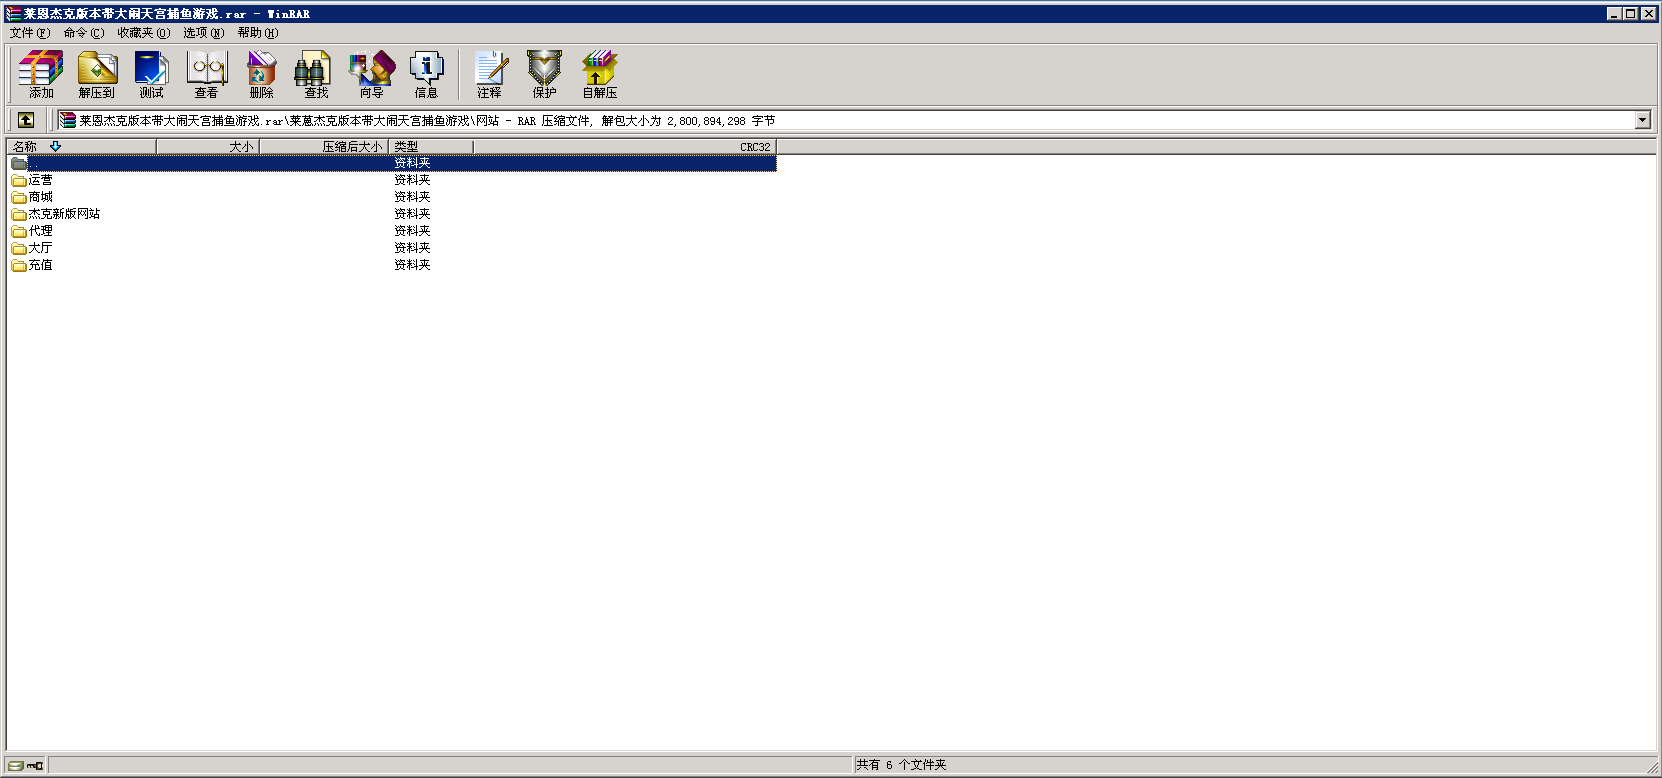 莱恩杰克版本带大闹天宫捕鱼游戏.rar - WinRAR
文件(F) 命令(C) 收藏夹(O) 选项(N) 帮助(H)
添加 解压到 测试 查看 删除 查找 向导 信息 注释 保护 自解压
莱恩杰克版本带大闹天宫捕鱼游戏.rar\莱恩杰克版本带大闹天宫捕鱼游戏\网站 - RAR 压缩文件, 解包大小为 2,800,894,298 字节
名称 大小 压缩后大小 类型 CRC32
.. 资料夹
运营 资料夹
商城 资料夹
杰克新版网站 资料夹
代理 资料夹
大厅 资料夹
充值 资料夹
共有 6 个文件夹